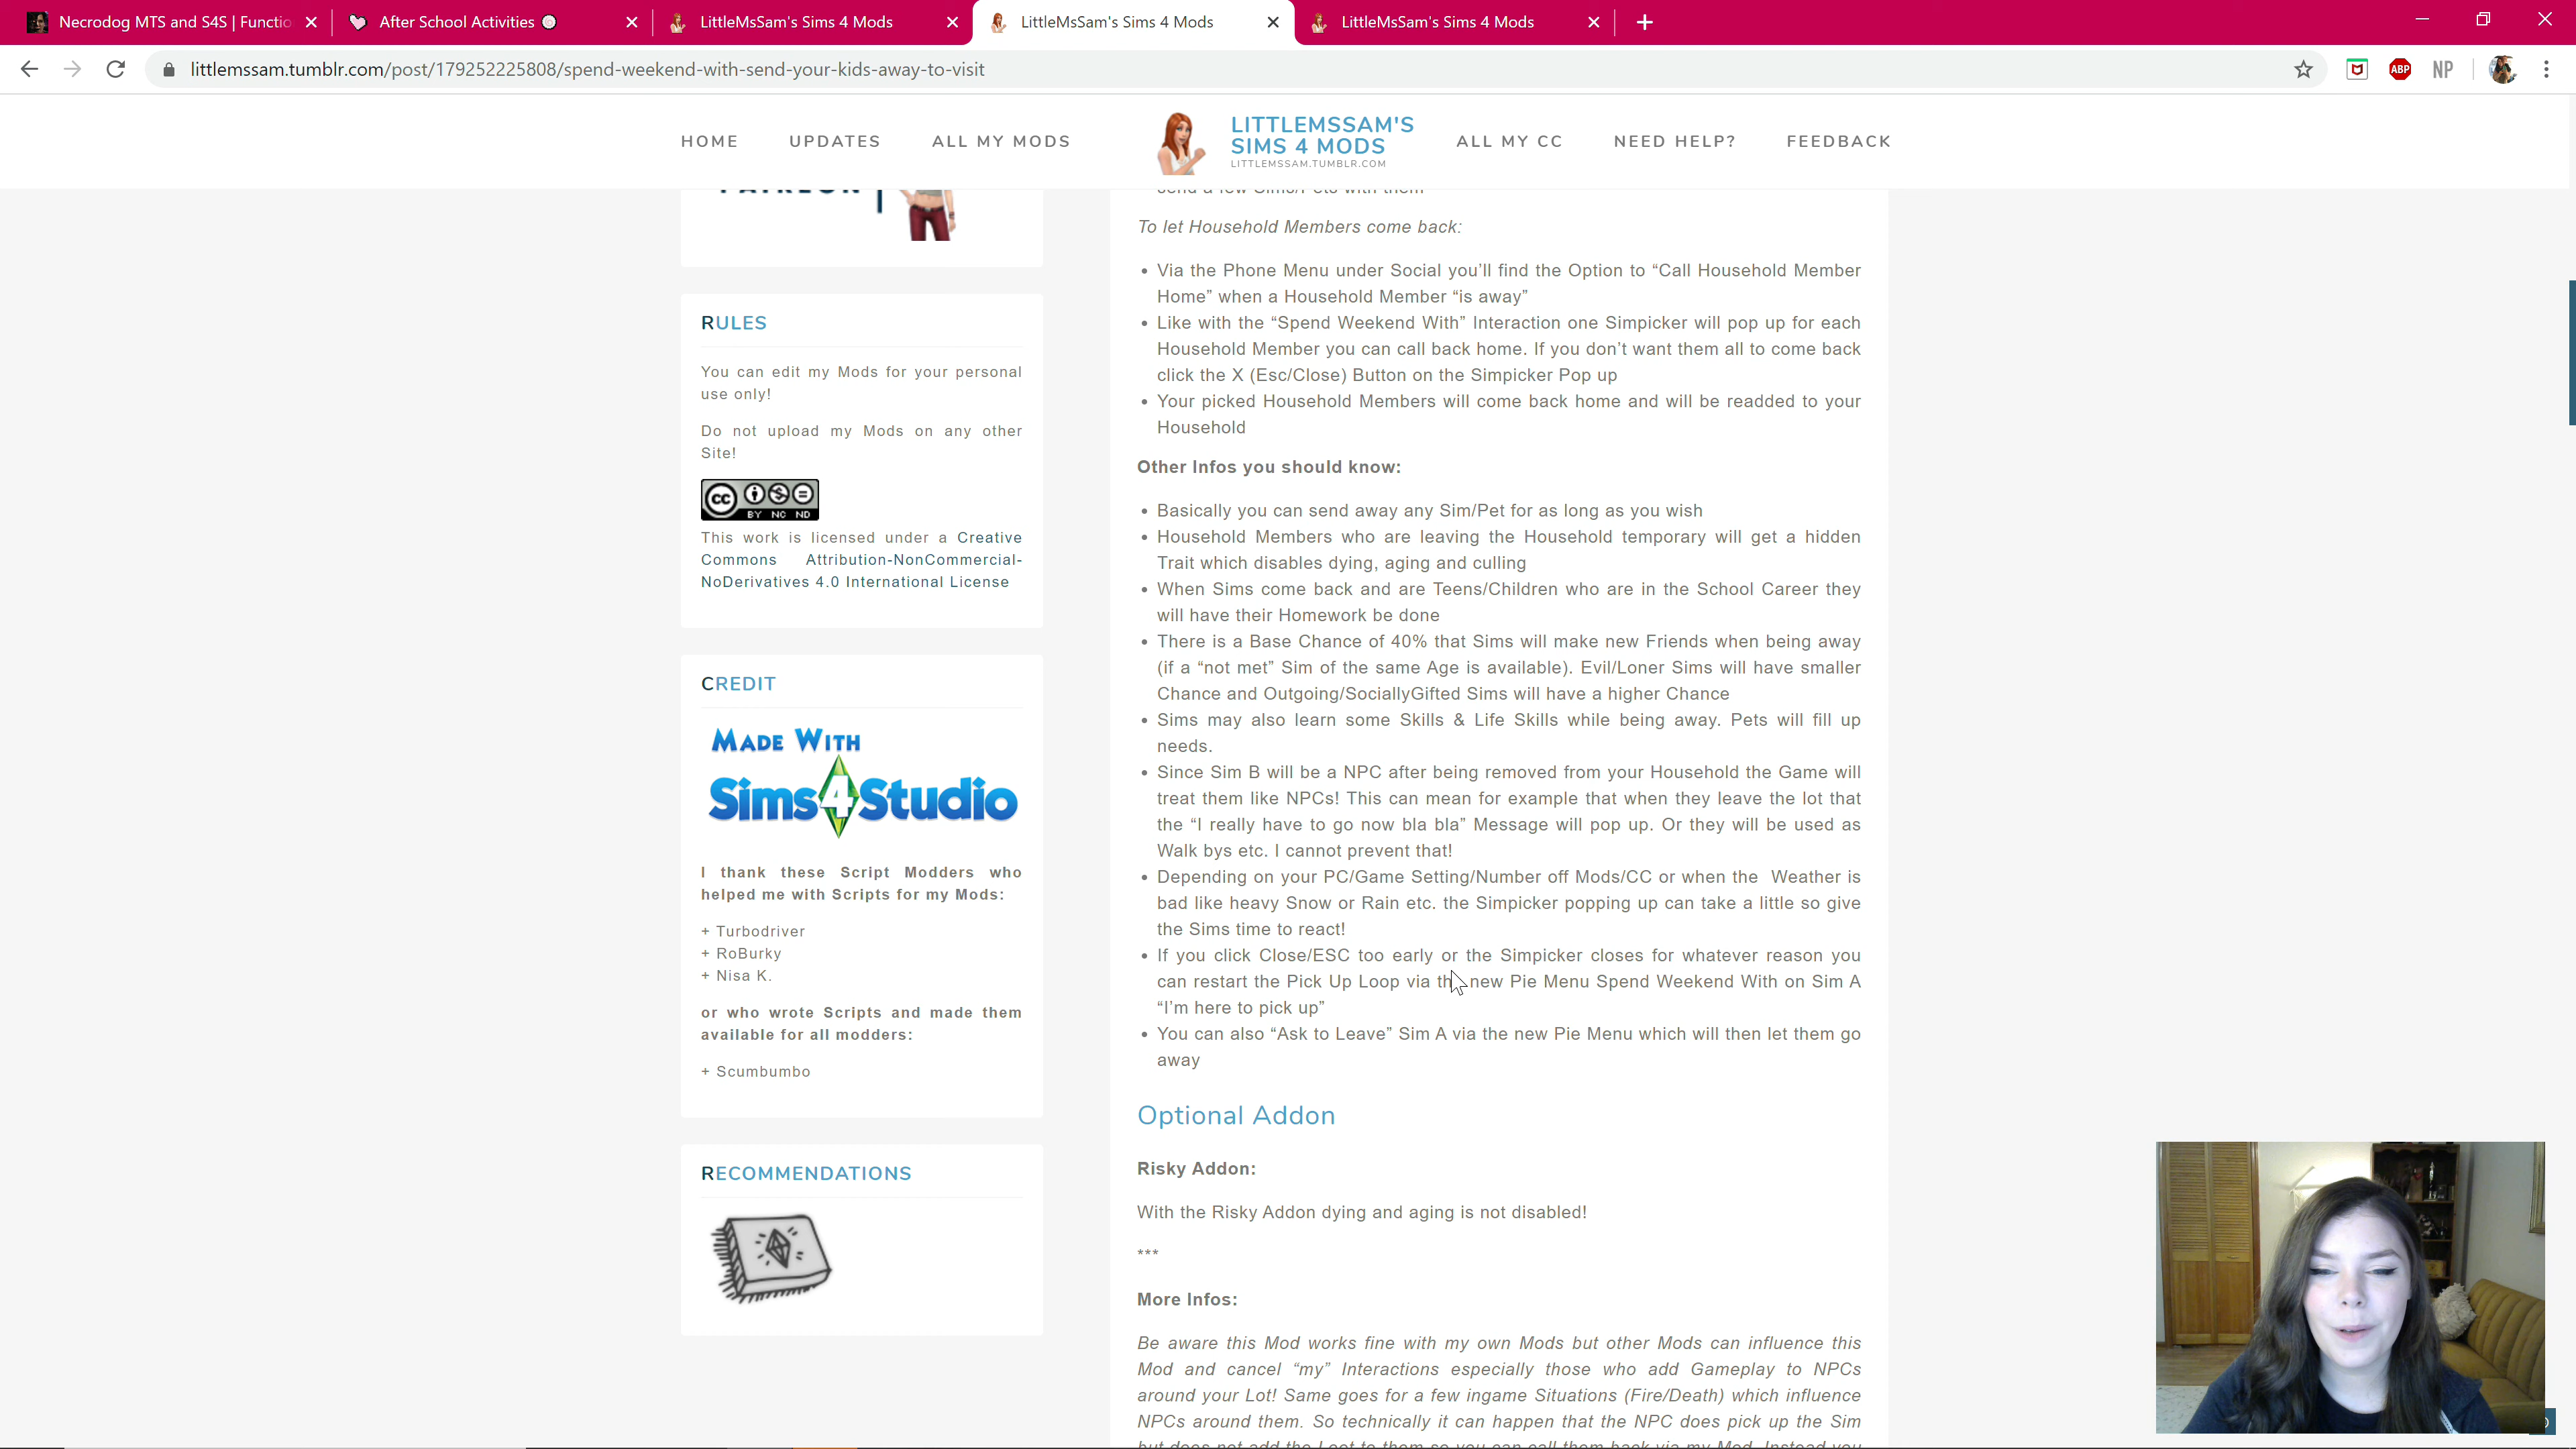 Necrodog MTS and S4S | Functio
After School Activities
LittleMsSam's Sims 4 Mods
LittleMsSam's Sims 4 Mods
LittleMsSam's Sims 4 Mods
littlemssam.tumblr.com/post/179252225808/spend-weekend-with-send-your-kids-away-to-visit
ABP
NP
HOME
UPDATES
ALL MY MODS
LITTLEMSSAM'S
SIMS 4 MODS
LITTLEMSSAM.TUMBLR.COM
ALL MY CC
NEED HELP?
FEEDBACK
PATREON
RULES
You can edit my Mods for your personal
use only!
Do not upload my Mods on any other
Site!
cc
BY NC ND
This work is licensed under a Creative
Commons Attribution-NonCommercial-
NoDerivatives 4.0 International License
CREDIT
MADE WITH
Sims4Studio
I thank these Script Modders who
helped me with Scripts for my Mods:
+ Turbodriver
+ RoBurky
+ Nisa K.
or who wrote Scripts and made them
available for all modders:
+ Scumbumbo
RECOMMENDATIONS
send a few Sims/Pets with them
To let Household Members come back:
• Via the Phone Menu under Social you'll find the Option to “Call Household Member
Home” when a Household Member “is away”
• Like with the “Spend Weekend With” Interaction one Simpicker will pop up for each
Household Member you can call back home. If you don't want them all to come back
click the X (Esc/Close) Button on the Simpicker Pop up
• Your picked Household Members will come back home and will be readded to your
Household
Other Infos you should know:
• Basically you can send away any Sim/Pet for as long as you wish
• Household Members who are leaving the Household temporary will get a hidden
Trait which disables dying, aging and culling
• When Sims come back and are Teens/Children who are in the School Career they
will have their Homework be done
• There is a Base Chance of 40% that Sims will make new Friends when being away
(if a “not met” Sim of the same Age is available). Evil/Loner Sims will have smaller
Chance and Outgoing/SociallyGifted Sims will have a higher Chance
• Sims may also learn some Skills & Life Skills while being away. Pets will fill up
needs.
• Since Sim B will be a NPC after being removed from your Household the Game will
treat them like NPCs! This can mean for example that when they leave the lot that
the “I really have to go now bla bla” Message will pop up. Or they will be used as
Walk bys etc. I cannot prevent that!
• Depending on your PC/Game Setting/Number off Mods/CC or when the Weather is
bad like heavy Snow or Rain etc. the Simpicker popping up can take a little so give
the Sims time to react!
• If you click Close/ESC too early or the Simpicker closes for whatever reason you
can restart the Pick Up Loop via the new Pie Menu Spend Weekend With on Sim A
“I'm here to pick up”
• You can also “Ask to Leave” Sim A via the new Pie Menu which will then let them go
away
Optional Addon
Risky Addon:
With the Risky Addon dying and aging is not disabled!
***
More Infos:
Be aware this Mod works fine with my own Mods but other Mods can influence this
Mod and cancel “my” Interactions especially those who add Gameplay to NPCs
around your Lot! Same goes for a few ingame Situations (Fire/Death) which influence
NPCs around them. So technically it can happen that the NPC does pick up the Sim
but does not add the Loot to them so you can call them back via my Mod. Instead you